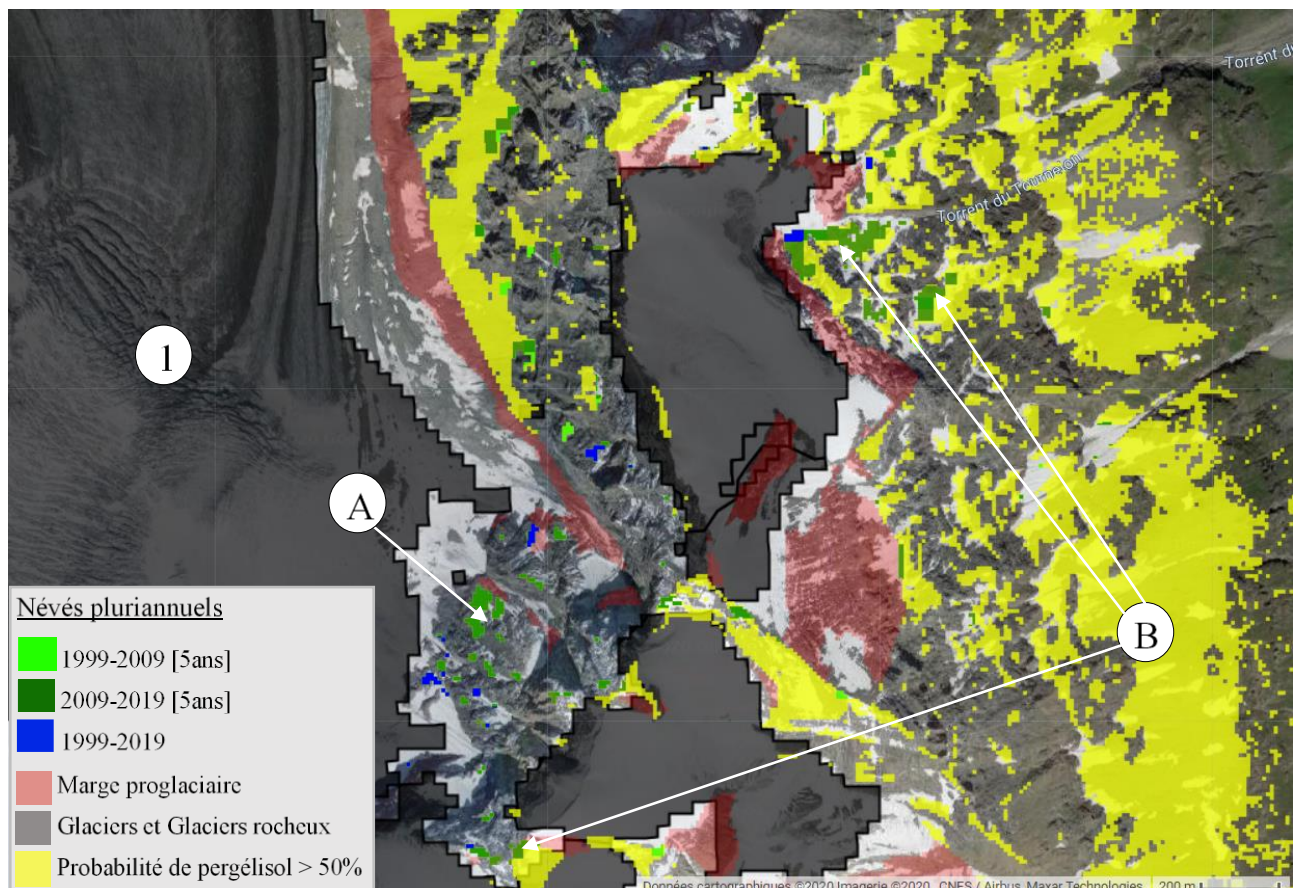 Torrent du
Torrent du Tourneon
1
A
B
Névés pluriannuels
1999-2009 [5ans]
2009-2019 [5ans]
1999-2019
Marge proglaciaire
Glaciers et Glaciers rocheux
Probabilité de pergélisol > 50%
Données cartographiques ©2020 Imagerie ©2020 , CNES / Airbus, Maxar Technologies 200 m